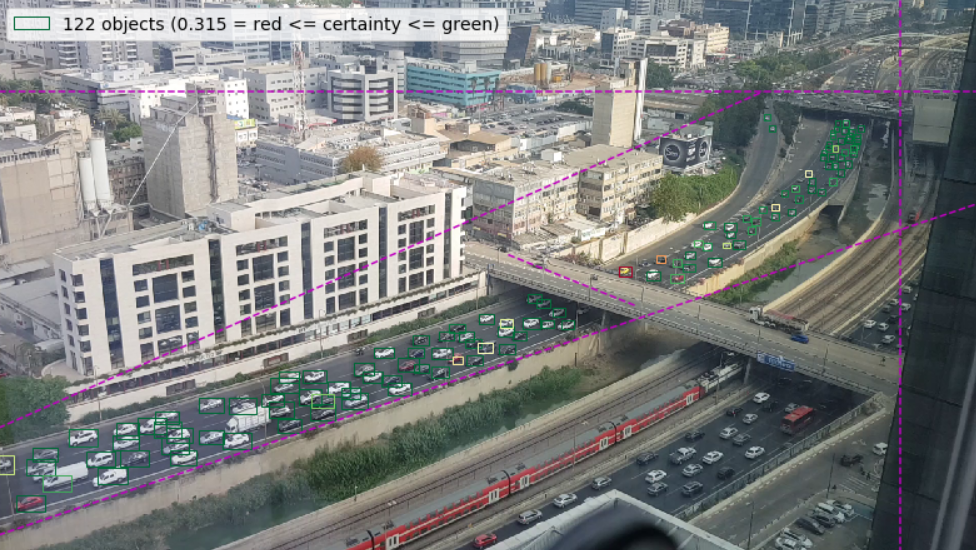 122 objects (0.315 = red <= certainty <= green)